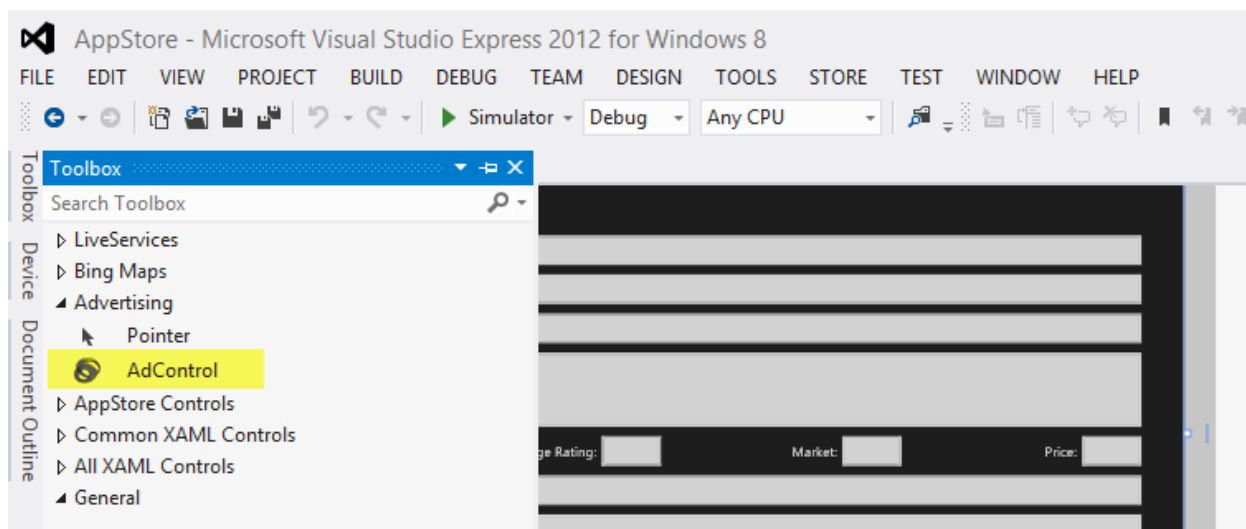 AppStore - Microsoft Visual Studio Express 2012 for Windows 8
FILE EDIT VIEW PROJECT BUILD DEBUG TEAM DESIGN TOOLS STORE TEST WINDOW HELP
Simulator Debug Any CPU
Toolbox
Device
Document Outline
Toolbox
Search Toolbox
LiveServices
Bing Maps
Advertising
Pointer
AdControl
AppStore Controls
Common XAML Controls
All XAML Controls
General
Rating: Market: Price: